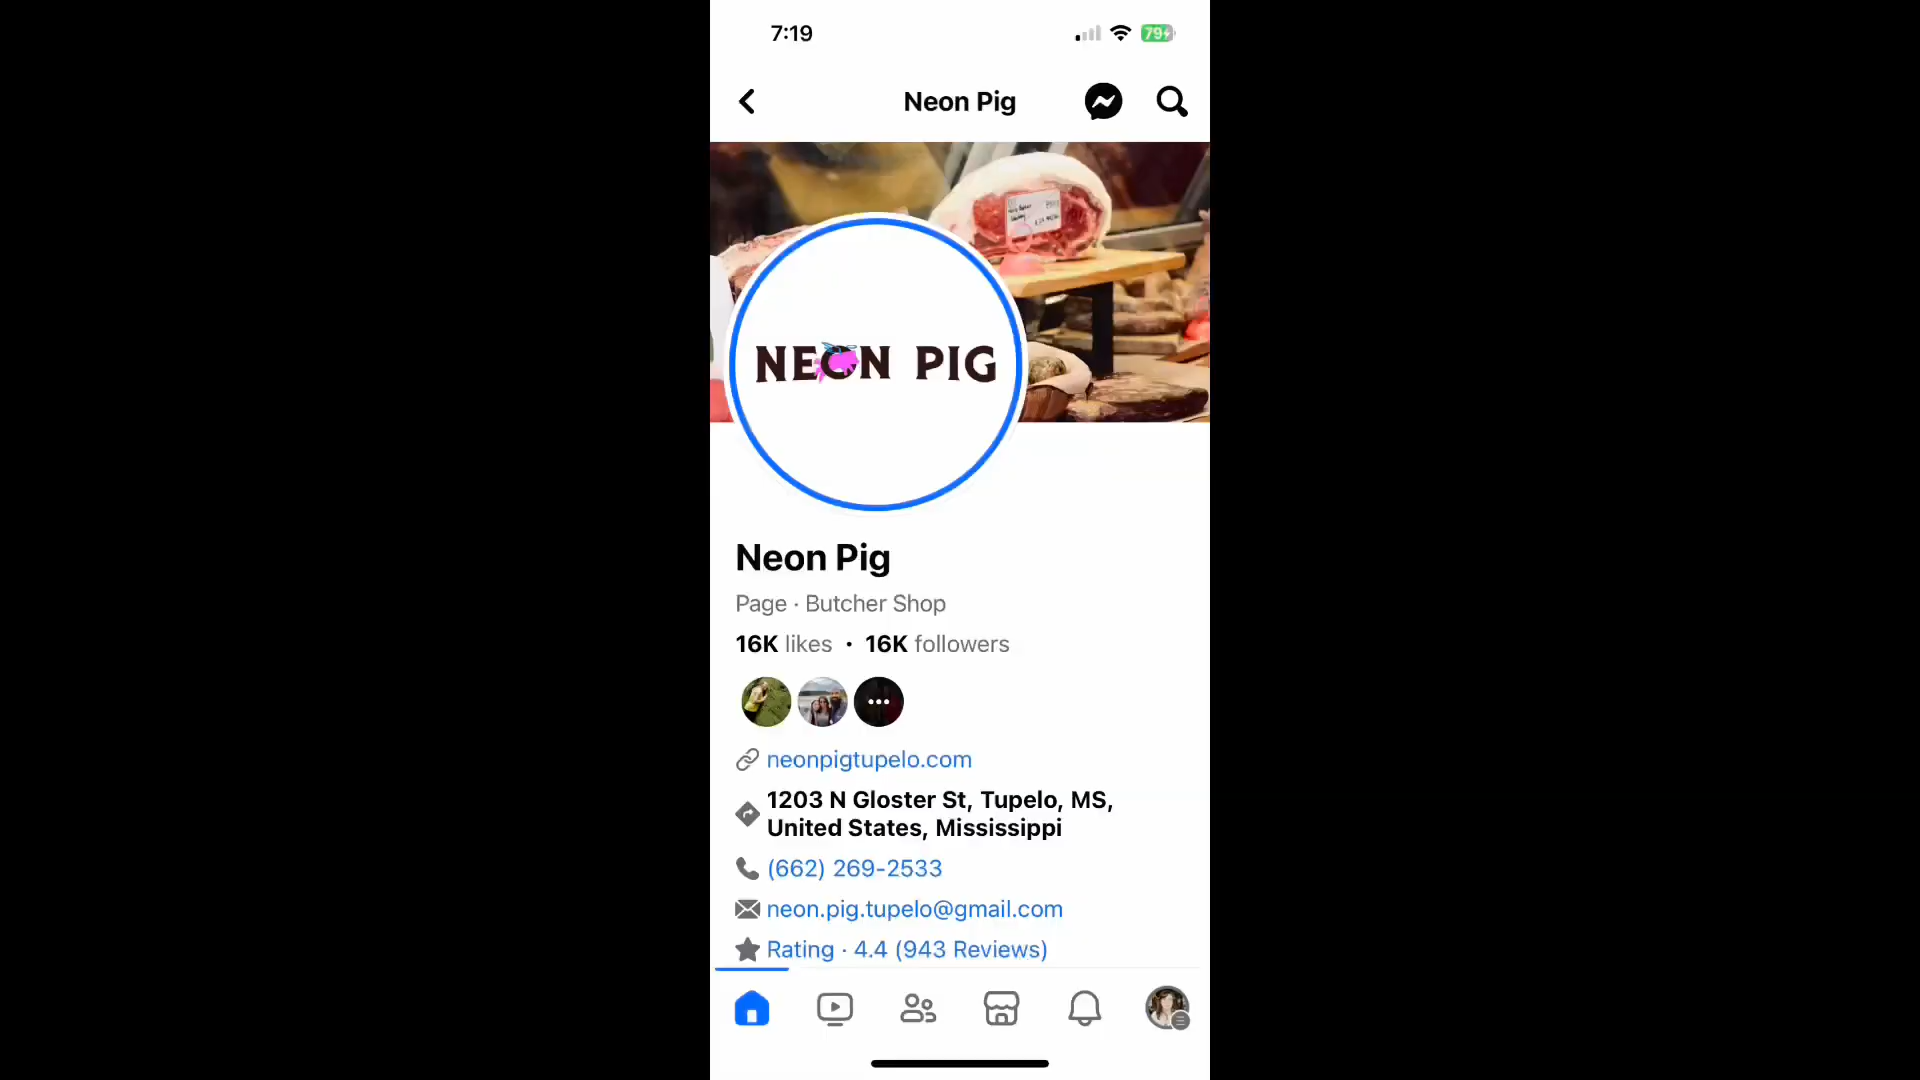 7:19
79
Neon Pig
NEON PIG
Neon Pig
Page · Butcher Shop
16K likes · 16K followers
neonpigtupelo.com
1203 N Gloster St, Tupelo, MS,
United States, Mississippi
(662) 269-2533
neon.pig.tupelo@gmail.com
Rating · 4.4 (943 Reviews)